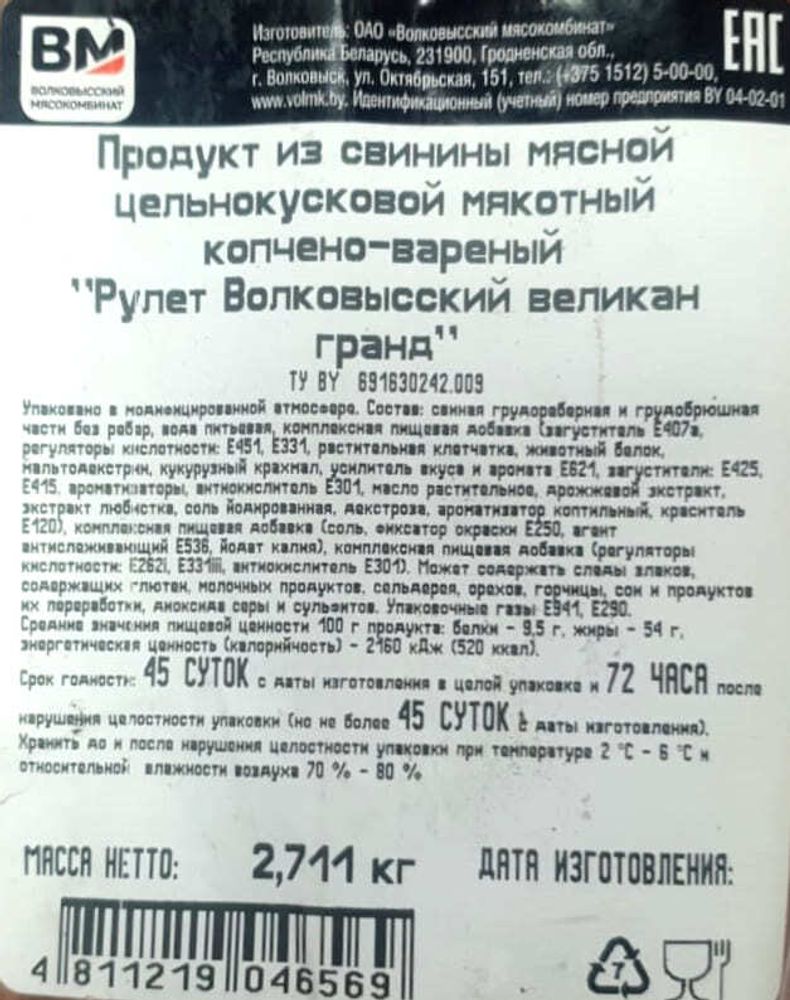 ВМ
ВОЛКОВЫССКИЙ
МЯСОКОМБИНАТ
Изготовитель: ОАО «Волковысский мясокомбинат»
Республика Беларусь, 231900, Гродненская обл.,
г. Волковыск, ул. Октябрьская, 151, тел.: (+375 1512) 5-00-00,
www.volmk.by, Идентификационный (учетный) номер предприятия BY 04-02-01
EAC
Продукт из свинины мясной
цельнокусковой мякотный
копчено-вареный
"Рулет Волковысский великан
гранд"
ТУ BY 691630242.009
Упаковано в модифицированной атмосфере. Состав: свиная грудореберная и грудобрюшная
части без ребер, вода питьевая, комплексная пищевая добавка (загуститель Е407а,
регуляторы кислотности: Е451, Е331, растительная клетчатка, животный белок,
мальтодекстрин, кукурузный крахмал, усилитель вкуса и аромата Е621, загустители: Е425,
Е415, ароматизаторы, антиокислитель Е301, масло растительное, дрожжевой экстракт,
экстракт любистка, соль йодированная, декстроза, ароматизатор коптильный, краситель
Е120), комплексная пищевая добавка (соль, фиксатор окраски Е250, агент
антислеживающий Е536, йодат калия), комплексная пищевая добавка (регуляторы
кислотности: Е262i, Е331iii, антиокислитель Е301). Может содержать следы злаков,
содержащих глютен, молочных продуктов, сельдерея, орехов, горчицы, сои и продуктов
их переработки, диоксида серы и сульфитов. Упаковочные газы Е941, Е290.
Средние значения пищевой ценности 100 г продукта: белки - 9,5 г, жиры - 54 г,
энергетическая ценность (калорийность) - 2160 кДж (520 ккал).
Срок годности: 45 СУТОК с даты изготовления в целой упаковке и 72 ЧАСА после
нарушения целостности упаковки (но не более 45 СУТОК с даты изготовления).
Хранить до и после нарушения целостности упаковки при температуре 2 °C - 6 °C и
относительной влажности воздуха 70 % - 80 %
МАССА НЕТТО: 2,711 кг ДАТА ИЗГОТОВЛЕНИЯ:
4 811219 046569
7